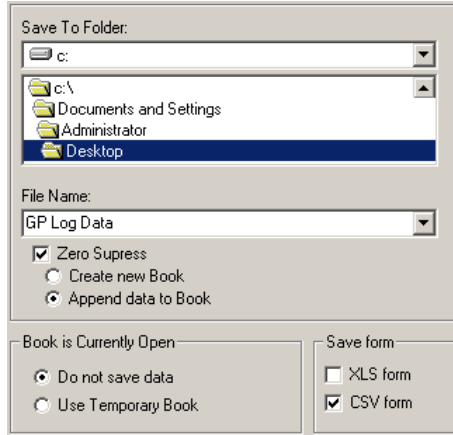 Save To Folder:
c:
c:\
Documents and Settings
Administrator
Desktop
File Name:
GP Log Data
Zero Supress
Create new Book
Append data to Book
Book is Currently Open
Do not save data
Use Temporary Book
Save form
XLS form
CSV form